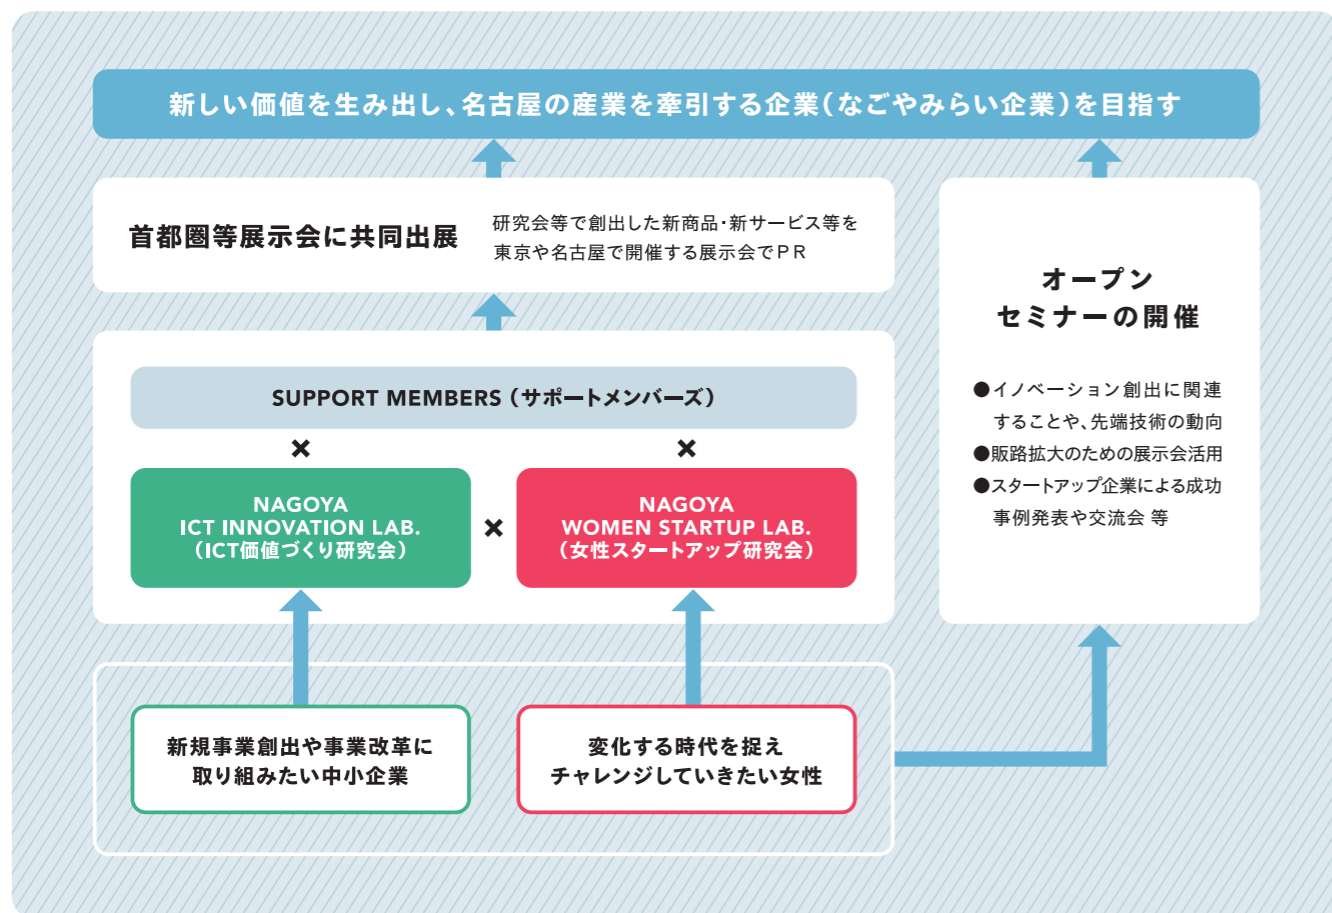 新しい価値を生み出し、名古屋の産業を牽引する企業（なごやみらい企業）を目指す
首都圏等展示会に共同出展
研究会等で創出した新商品・新サービス等を
東京や名古屋で開催する展示会でＰＲ
SUPPORT MEMBERS（サポートメンバーズ）
×
×
NAGOYA
ICT INNOVATION LAB.
（ICT価値づくり研究会）
×
NAGOYA
WOMEN STARTUP LAB.
（女性スタートアップ研究会）
新規事業創出や事業改革に
取り組みたい中小企業
変化する時代を捉え
チャレンジしていきたい女性
オープン
セミナーの開催
●イノベーション創出に関連
することや、先端技術の動向
●販路拡大のための展示会活用
●スタートアップ企業による成功
事例発表や交流会 等